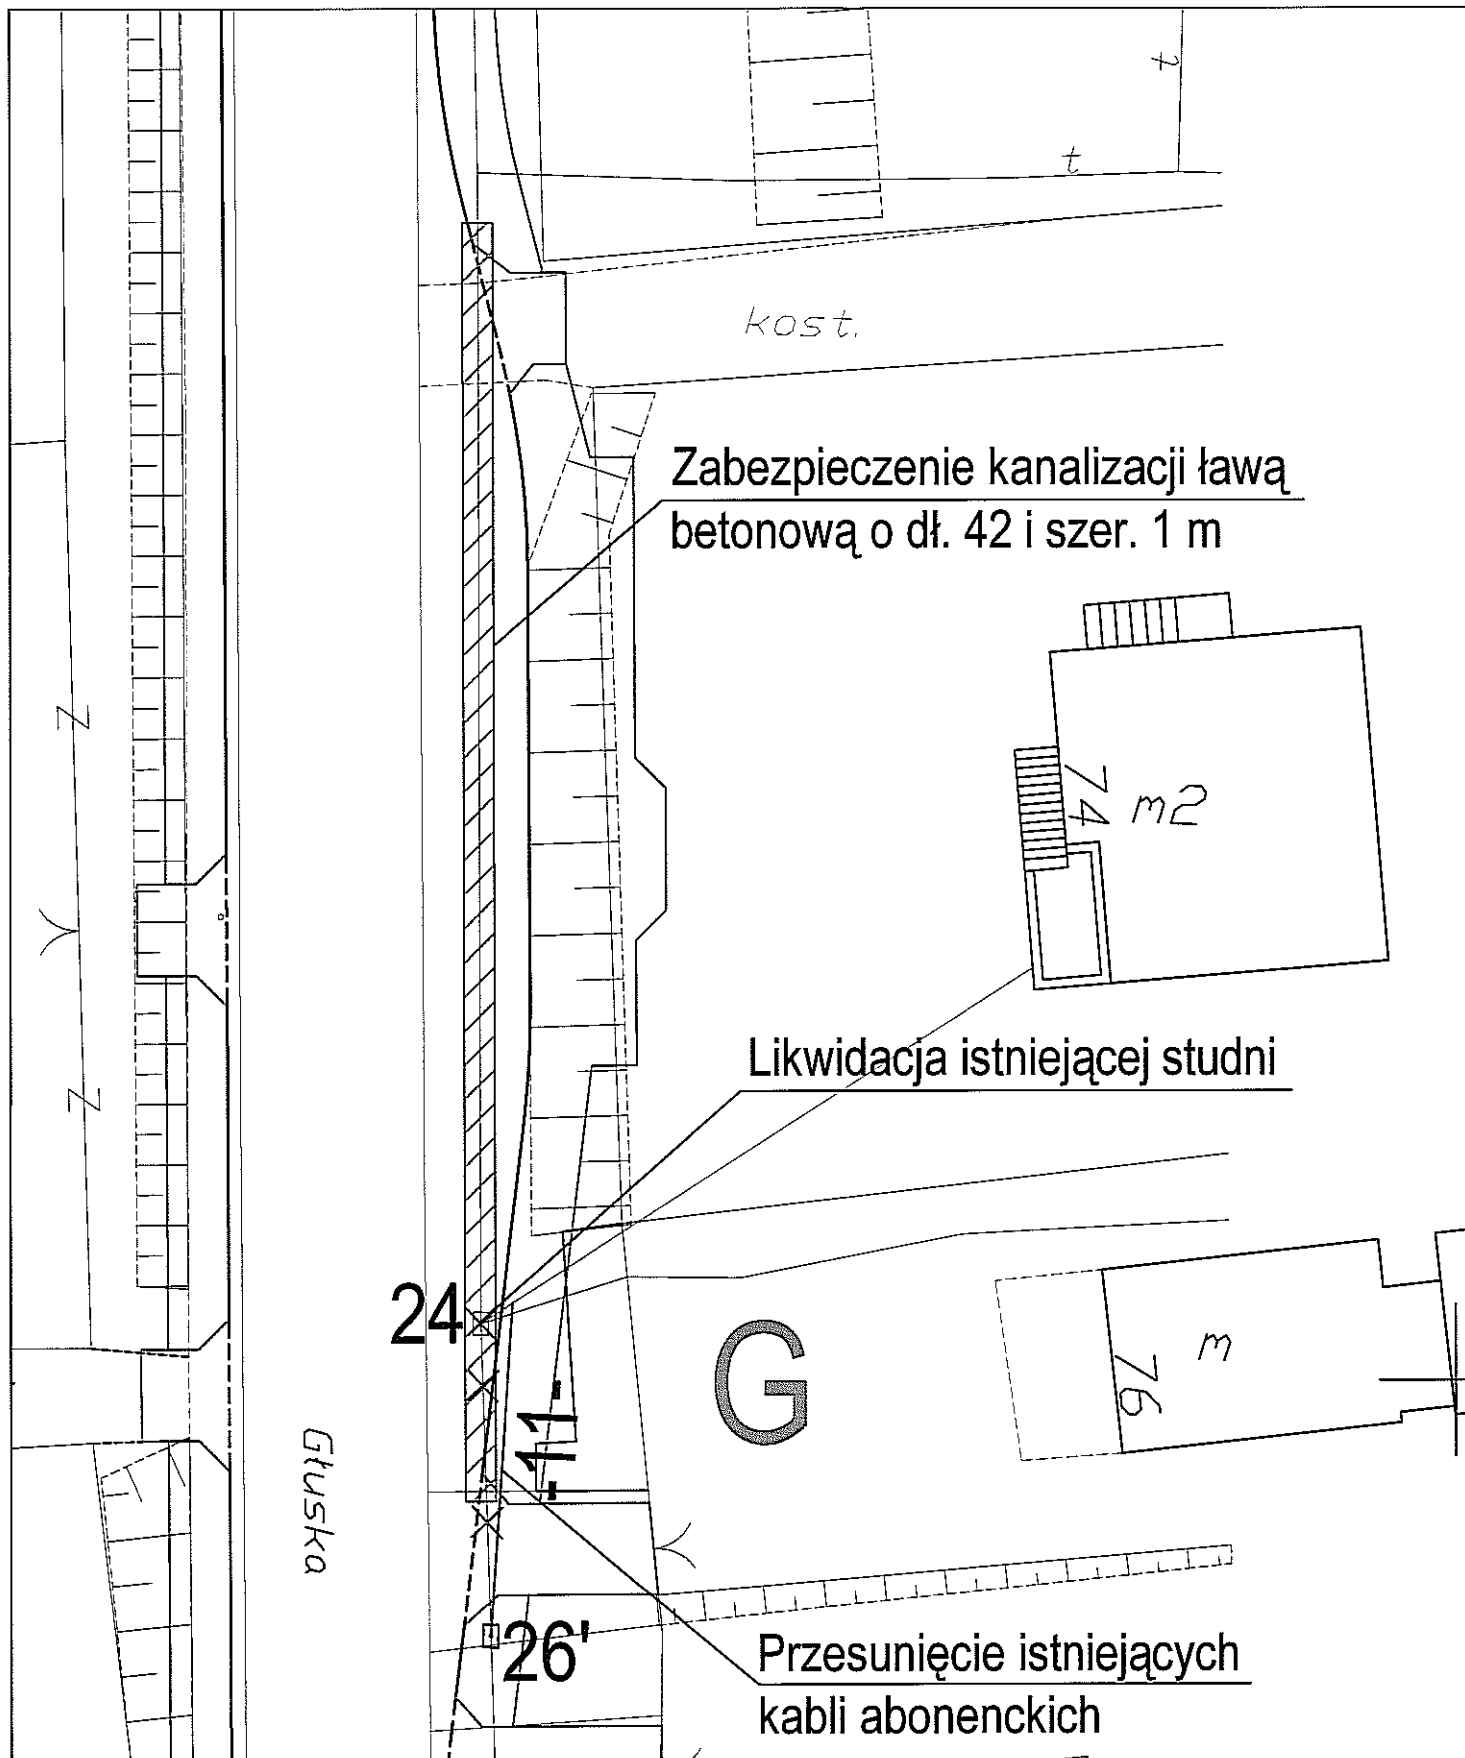 t
t
kost.
Zabezpieczenie kanalizacji ławą
betonową o dł. 42 i szer. 1 m
74
m2
Likwidacja istniejącej studni
24
G
m
76
-11-
Głuska
26'
Przesunięcie istniejących
kabli abonenckich